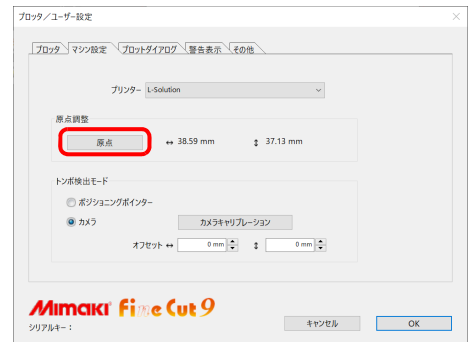 プロッタ／ユーザー設定
プロッタ マシン設定 プロットダイアログ 警告表示 その他
プリンター L-Solution
原点調整
原点 ↔ 38.59 mm ↕ 37.13 mm
トンボ検出モード
ポジショニングポインター
カメラ カメラキャリブレーション
オフセット ↔ 0 mm ↕ 0 mm
Mimaki Fine Cut 9
シリアルキー：
キャンセル OK